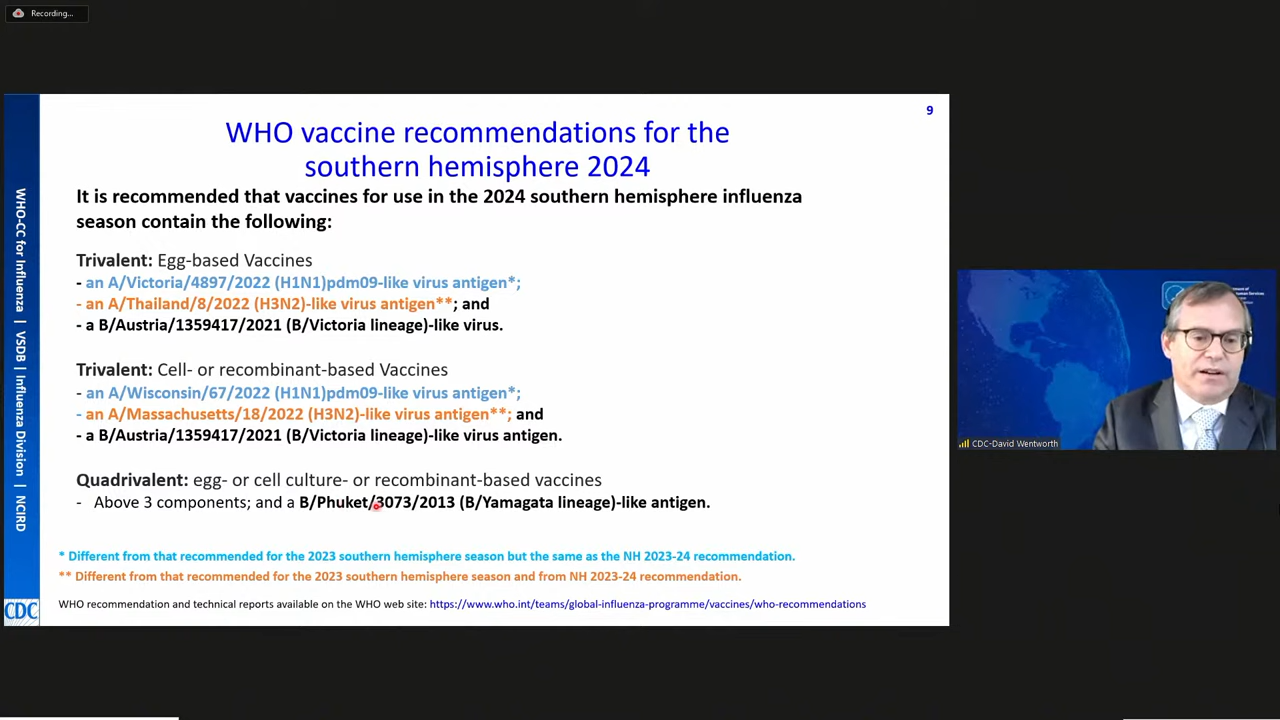 Recording...
9
WHO vaccine recommendations for the
southern hemisphere 2024
It is recommended that vaccines for use in the 2024 southern hemisphere influenza
season contain the following:
Trivalent: Egg-based Vaccines
- an A/Victoria/4897/2022 (H1N1)pdm09-like virus antigen*;
- an A/Thailand/8/2022 (H3N2)-like virus antigen**; and
- a B/Austria/1359417/2021 (B/Victoria lineage)-like virus.
Trivalent: Cell- or recombinant-based Vaccines
- an A/Wisconsin/67/2022 (H1N1)pdm09-like virus antigen*;
- an A/Massachusetts/18/2022 (H3N2)-like virus antigen**; and
- a B/Austria/1359417/2021 (B/Victoria lineage)-like virus antigen.
Quadrivalent: egg- or cell culture- or recombinant-based vaccines
- Above 3 components; and a B/Phuket/3073/2013 (B/Yamagata lineage)-like antigen.
* Different from that recommended for the 2023 southern hemisphere season but the same as the NH 2023-24 recommendation.
** Different from that recommended for the 2023 southern hemisphere season and from NH 2023-24 recommendation.
WHO recommendation and technical reports available on the WHO web site: https://www.who.int/teams/global-influenza-programme/vaccines/who-recommendations
WHO-CC for Influenza | VSDB | Influenza Division | NCIRD
CDC
CDC-David Wentworth